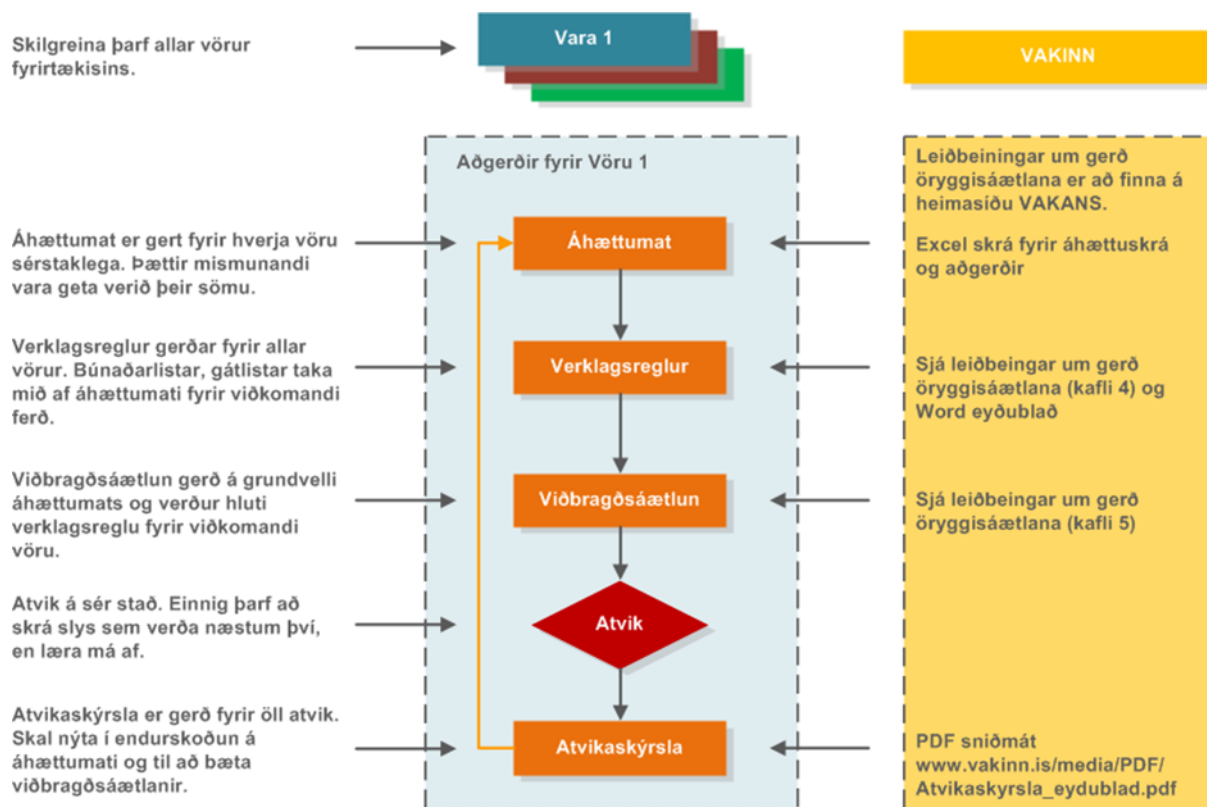 Skilgreina þarf allar vörur
fyrirtækisins.
Vara 1
VAKINN
Aðgerðir fyrir Vöru 1
Leiðbeiningar um gerð
öryggisáætlana er að finna á
heimasíðu VAKANS.
Áhættumat er gert fyrir hverja vöru
sérstaklega. Þættir mismunandi
vara geta verið þeir sömu.
Áhættumat
Excel skrá fyrir áhættuskrá
og aðgerðir
Verklagsreglur gerðar fyrir allar
vörur. Búnaðarlistar, gátlistar taka
mið af áhættumati fyrir viðkomandi
ferð.
Verklagsreglur
Sjá leiðbeingar um gerð
öryggisáætlana (kafli 4) og
Word eyðublað
Viðbragðsáætlun gerð á grundvelli
áhættumats og verður hluti
verklagsreglu fyrir viðkomandi
vöru.
Viðbragðsáætlun
Sjá leiðbeingar um gerð
öryggisáætlana (kafli 5)
Atvik á sér stað. Einnig þarf að
skrá slys sem verða næstum því,
en læra má af.
Atvik
Atvikaskýrsla er gerð fyrir öll atvik.
Skal nýta í endurskoðun á
áhættumati og til að bæta
viðbragðsáætlanir.
Atvikaskýrsla
PDF sniðmát
www.vakinn.is/media/PDF/
Atvikaskyrsla_eydublad.pdf